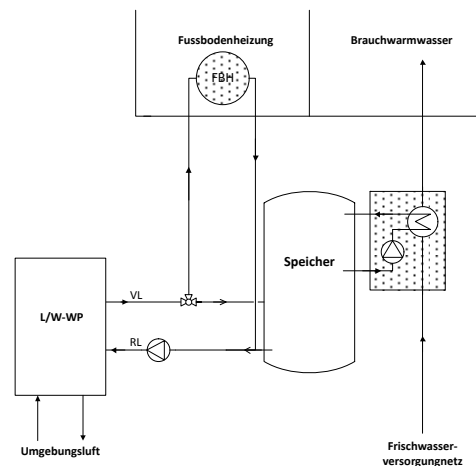 Fussbodenheizung
Brauchwarmwasser
FBH
Speicher
VL
L/W-WP
RL
Umgebungsluft
Frischwasser-
versorgungnetz